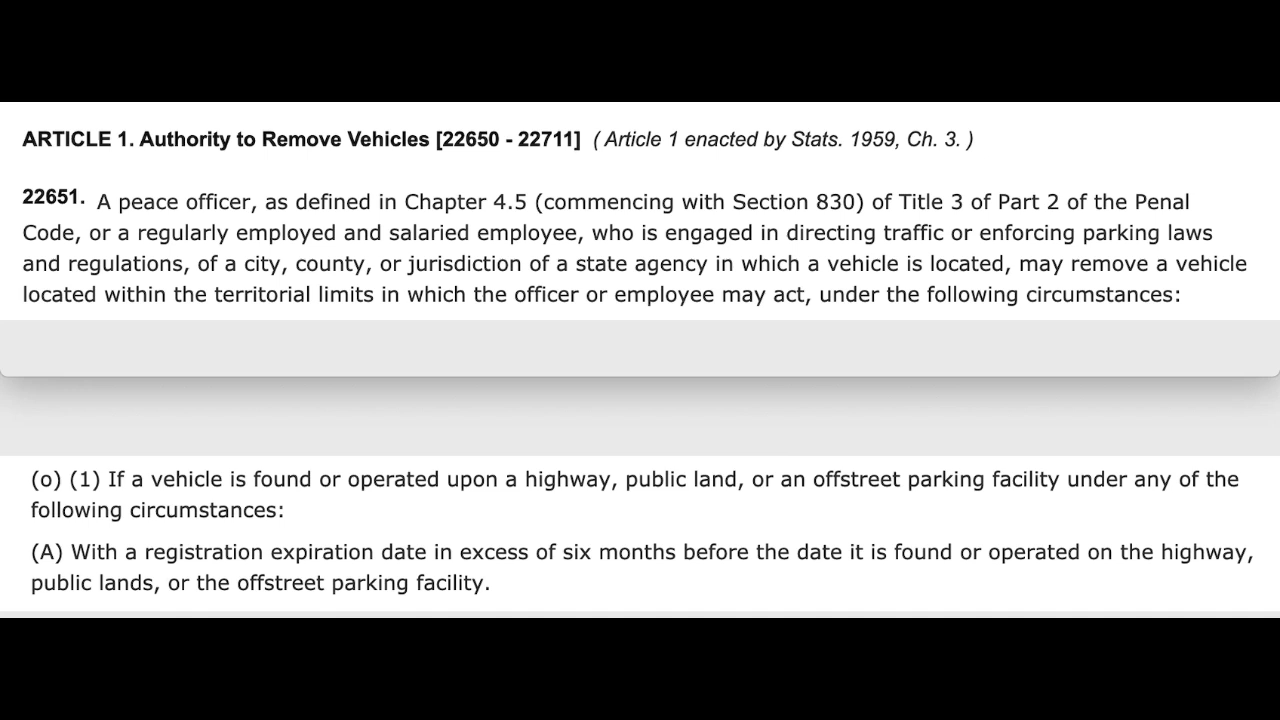 ARTICLE 1. Authority to Remove Vehicles [22650 - 22711] ( Article 1 enacted by Stats. 1959, Ch. 3. )
22651. A peace officer, as defined in Chapter 4.5 (commencing with Section 830) of Title 3 of Part 2 of the Penal
Code, or a regularly employed and salaried employee, who is engaged in directing traffic or enforcing parking laws
and regulations, of a city, county, or jurisdiction of a state agency in which a vehicle is located, may remove a vehicle
located within the territorial limits in which the officer or employee may act, under the following circumstances:
(o) (1) If a vehicle is found or operated upon a highway, public land, or an offstreet parking facility under any of the
following circumstances:
(A) With a registration expiration date in excess of six months before the date it is found or operated on the highway,
public lands, or the offstreet parking facility.